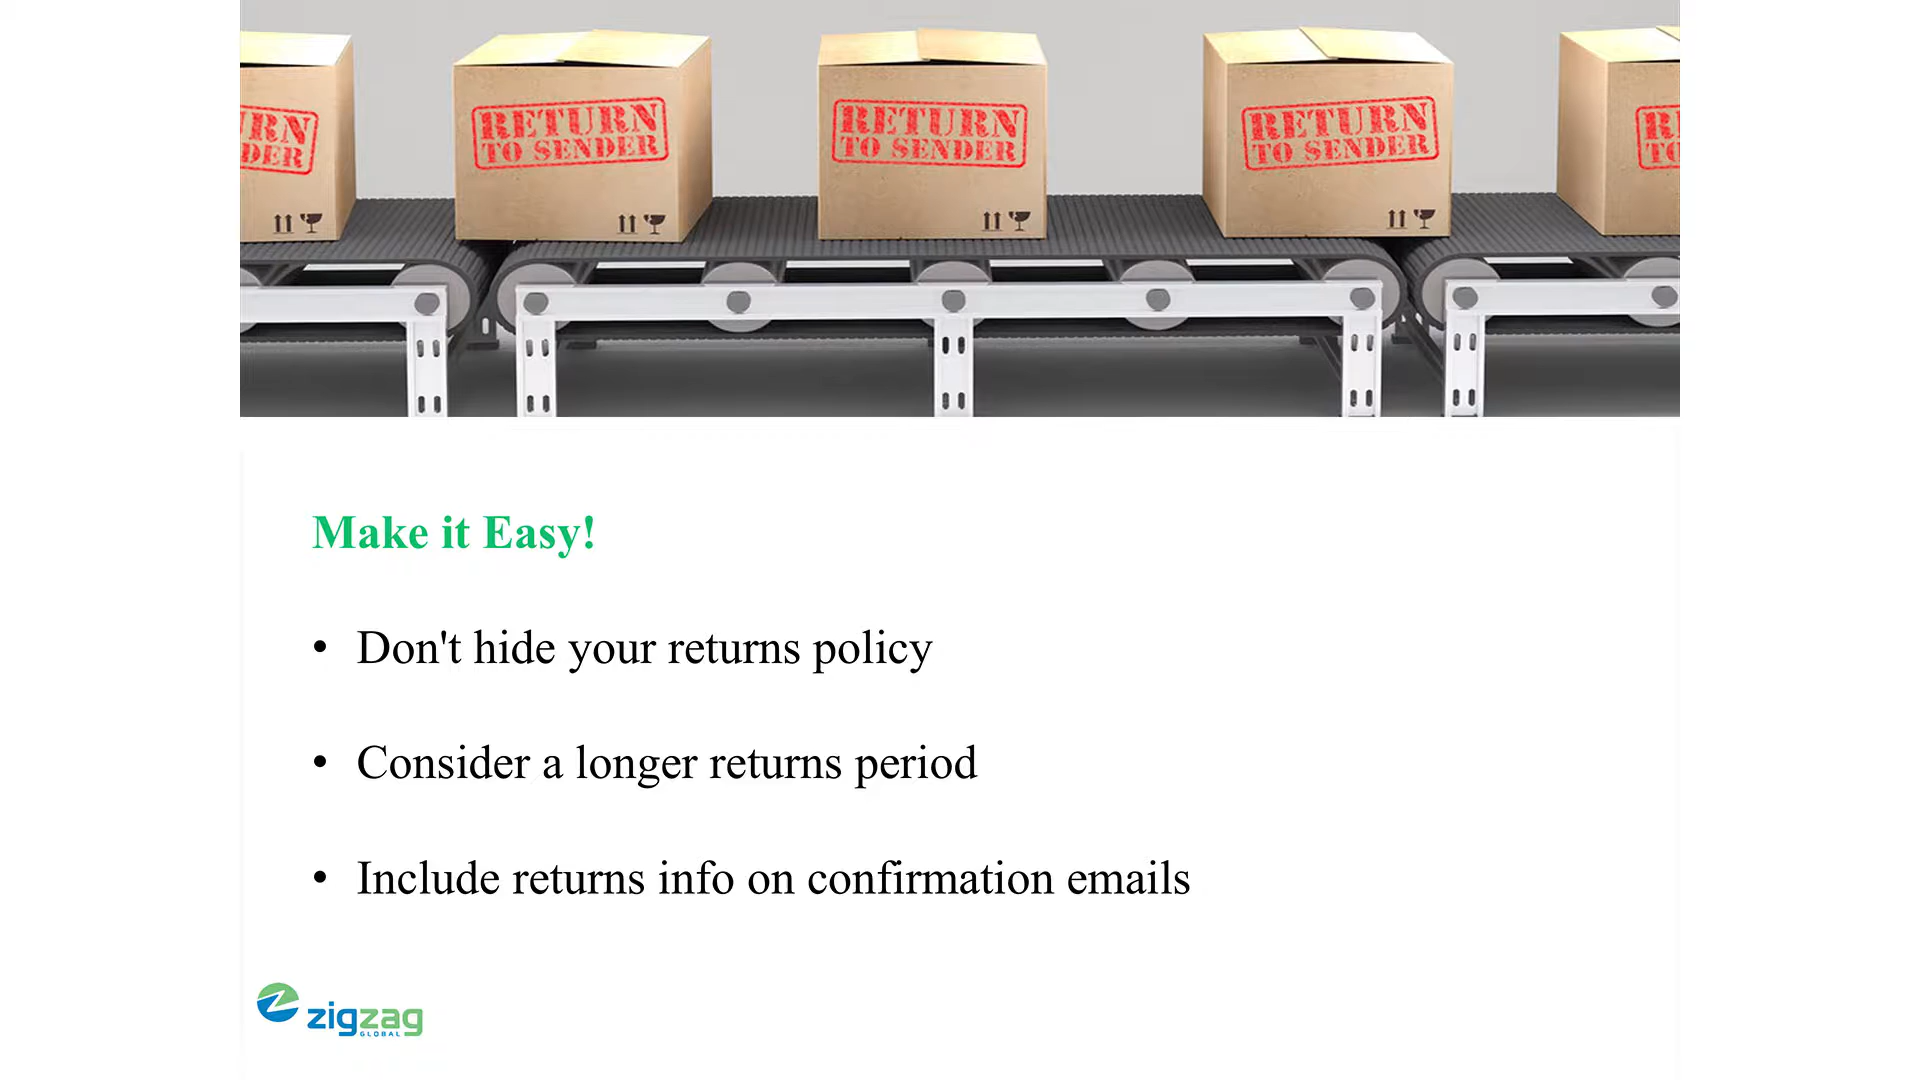 RETURN
TO SENDER
RETURN
TO SENDER
RETURN
TO SENDER
Make it Easy!
• Don't hide your returns policy
• Consider a longer returns period
• Include returns info on confirmation emails
zigzag
GLOBAL